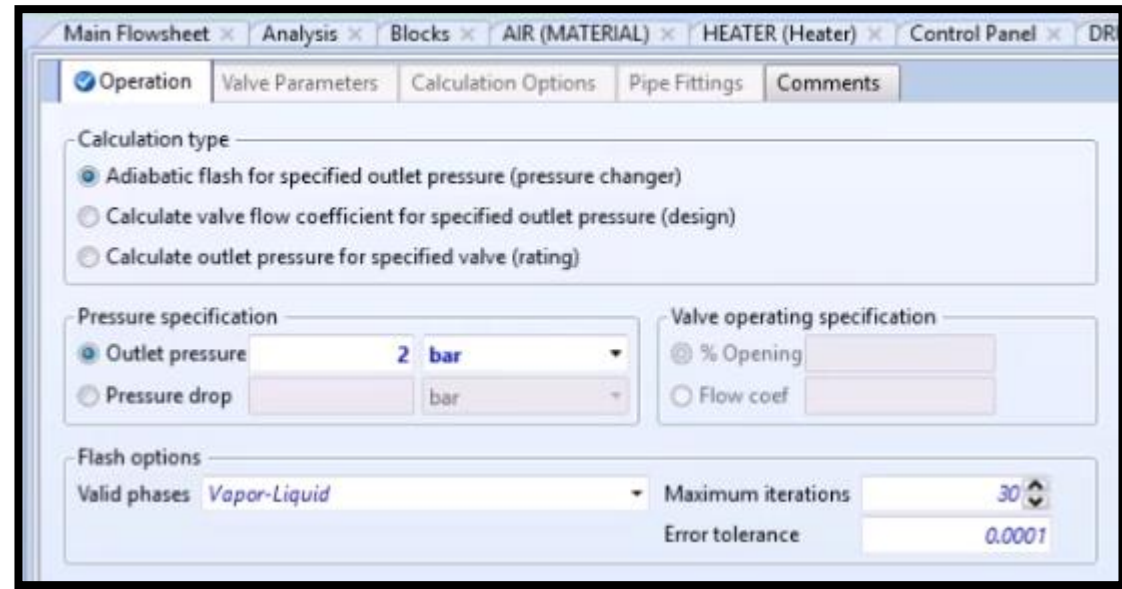 Main Flowsheet Analysis Blocks AIR (MATERIAL) HEATER (Heater) Control Panel
Operation Valve Parameters Calculation Options Pipe Fittings Comments
Calculation type
Adiabatic flash for specified outlet pressure (pressure changer)
Calculate valve flow coefficient for specified outlet pressure (design)
Calculate outlet pressure for specified valve (rating)
Pressure specification Valve operating specification
Outlet pressure 2 bar % Opening
Pressure drop bar Flow coef
Flash options
Valid phases Vapor-Liquid Maximum iterations 30
Error tolerance 0.0001